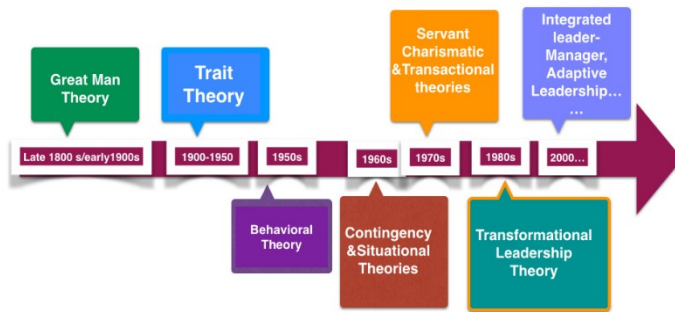 Great Man
Theory
Trait
Theory
Servant
Charismatic
&Transactional
theories
Integrated
leader-
Manager,
Adaptive
Leadership...
...
Late 1800 s/early1900s
1900-1950
1950s
1960s
1970s
1980s
2000...
Behavioral
Theory
Contingency
&Situational
Theories
Transformational
Leadership
Theory